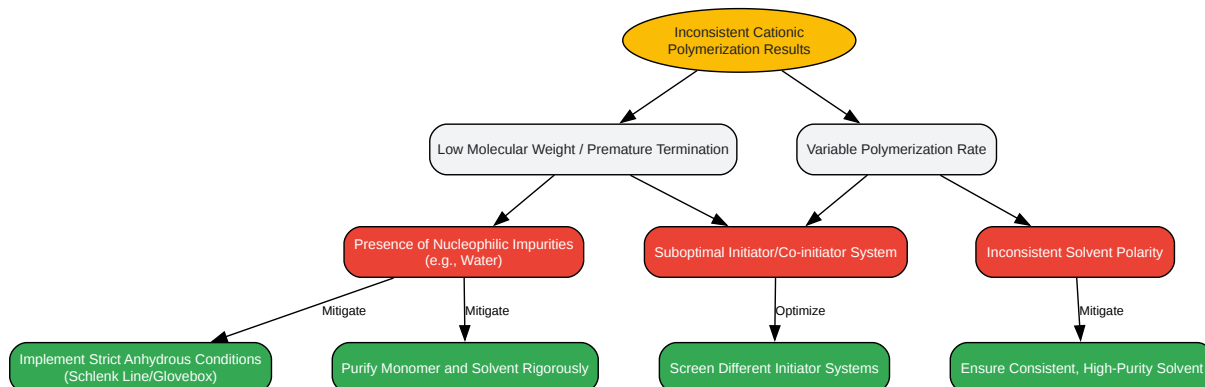 Inconsistent Cationic
Polymerization Results
Low Molecular Weight / Premature Termination
Variable Polymerization Rate
Presence of Nucleophilic Impurities
(e.g., Water)
Suboptimal Initiator/Co-initiator System
Inconsistent Solvent Polarity
Mitigate
Mitigate
Optimize
Mitigate
Implement Strict Anhydrous Conditions
(Schlenk Line/Glovebox)
Purify Monomer and Solvent Rigorously
Screen Different Initiator Systems
Ensure Consistent, High-Purity Solvent